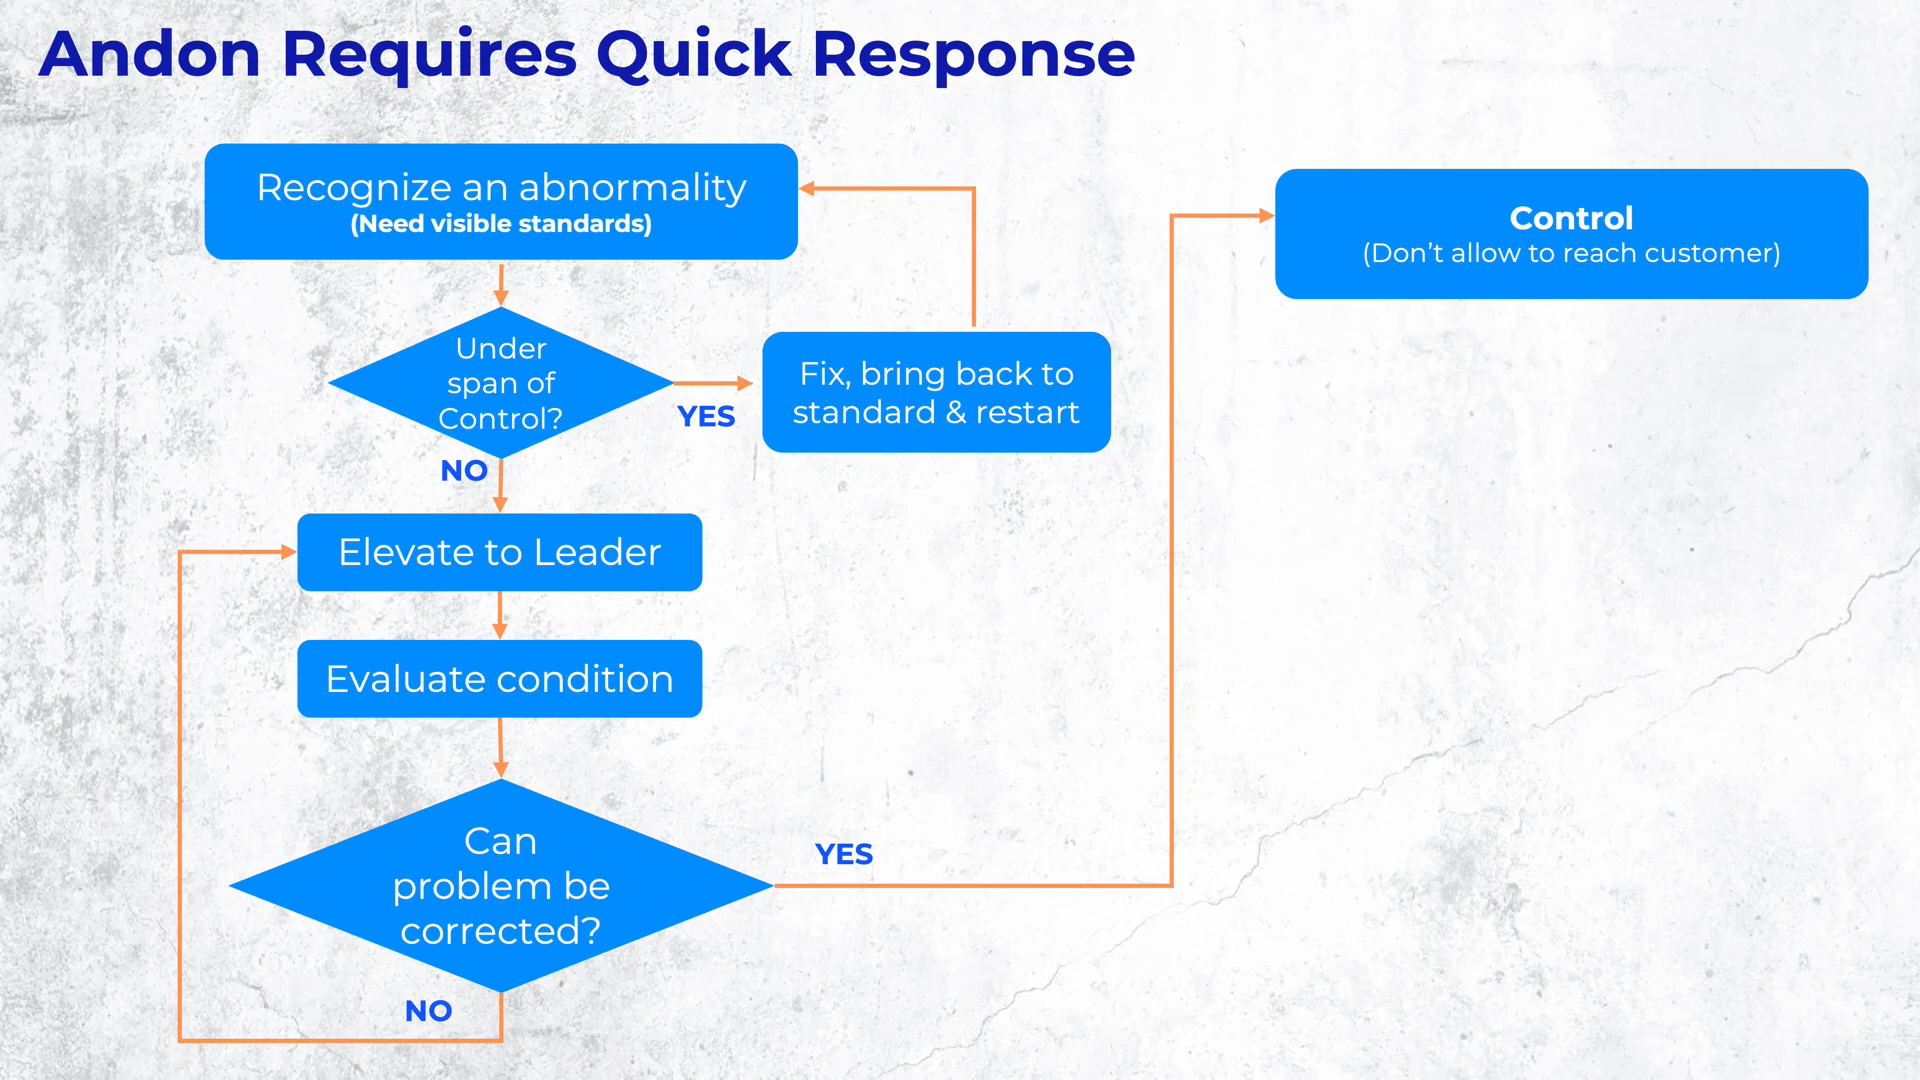 Andon Requires Quick Response
Recognize an abnormality
(Need visible standards)
Control
(Don’t allow to reach customer)
Under
span of
Control?
YES
Fix, bring back to
standard & restart
NO
Elevate to Leader
Evaluate condition
Can
problem be
corrected?
YES
NO